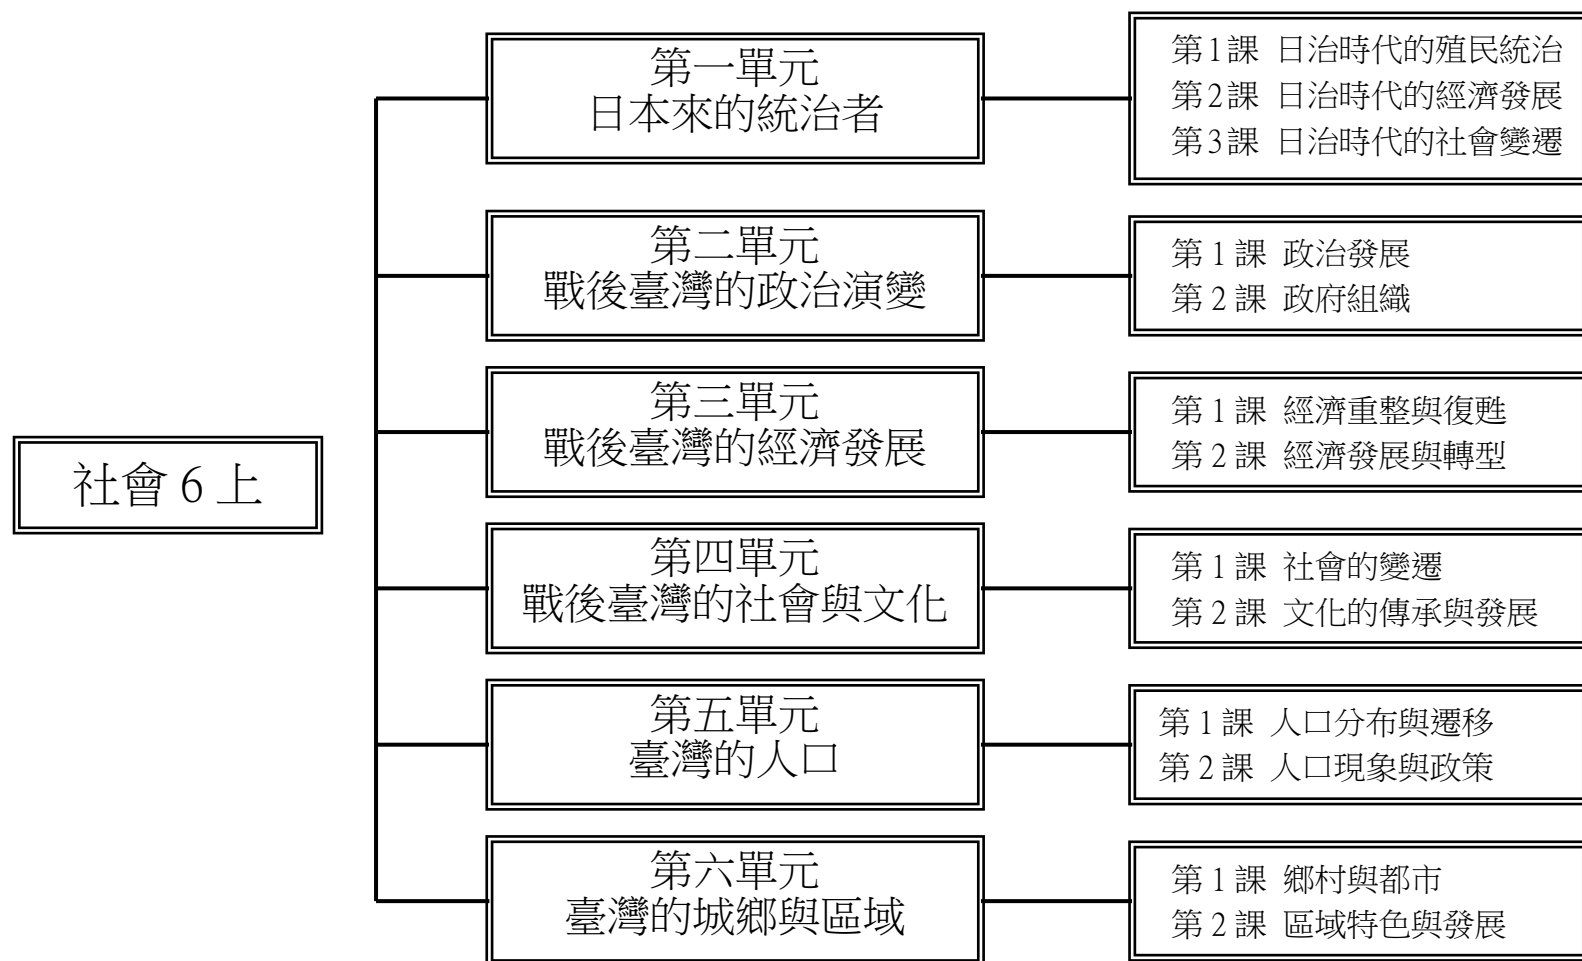 社會 6 上
第一單元
日本來的統治者
第1課 日治時代的殖民統治
第2課 日治時代的經濟發展
第3課 日治時代的社會變遷
第二單元
戰後臺灣的政治演變
第 1 課 政治發展
第 2 課 政府組織
第三單元
戰後臺灣的經濟發展
第 1 課 經濟重整與復甦
第 2 課 經濟發展與轉型
第四單元
戰後臺灣的社會與文化
第 1 課 社會的變遷
第 2 課 文化的傳承與發展
第五單元
臺灣的人口
第 1 課 人口分布與遷移
第 2 課 人口現象與政策
第六單元
臺灣的城鄉與區域
第 1 課 鄉村與都市
第 2 課 區域特色與發展